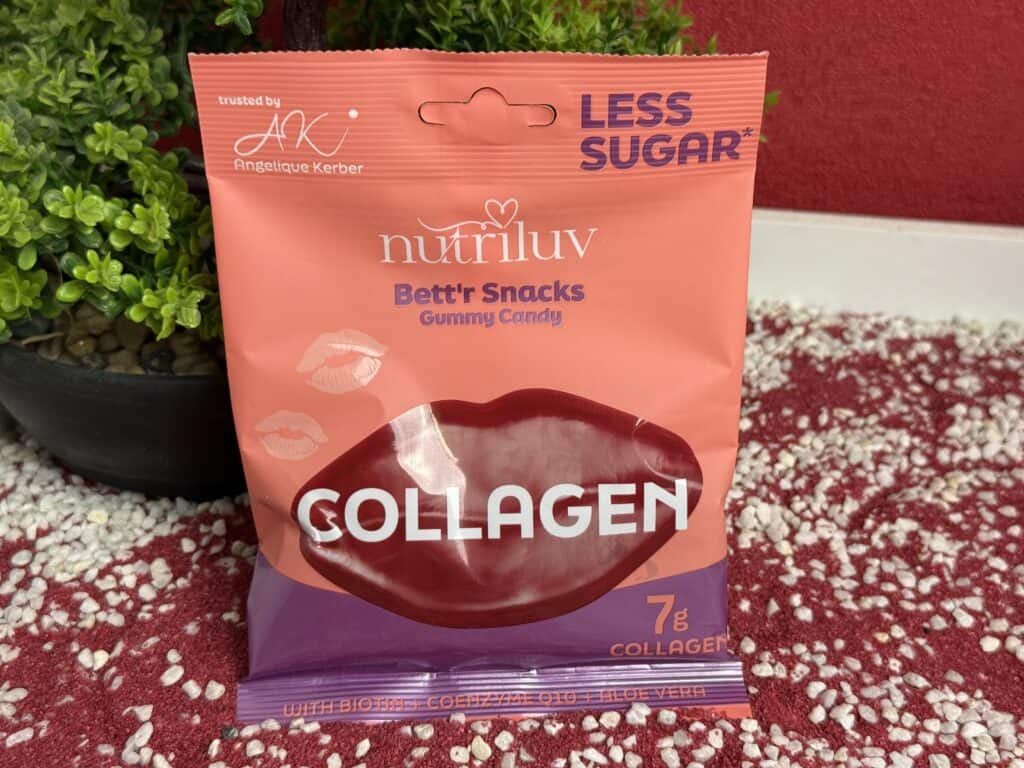 trusted by
AK
Angelique Kerber
LESS
SUGAR*
nutriluv
Bett'r Snacks
Gummy Candy
COLLAGEN
7g
COLLAGEN
WITH BIOTIN + COENZYME Q10 + ALOE VERA